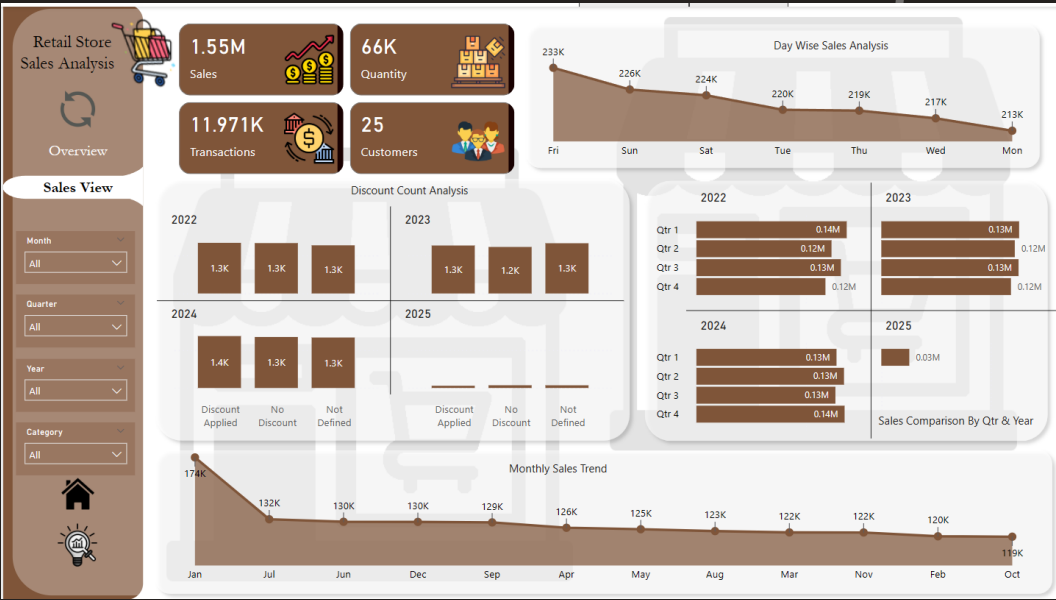 Retail Store
Sales Analysis
Overview
Sales View
Month
All
Quarter
All
Year
All
Category
All
1.55M
Sales
66K
Quantity
11.971K
Transactions
25
Customers
Day Wise Sales Analysis
233K
226K
224K
220K
219K
217K
213K
Fri
Sun
Sat
Tue
Thu
Wed
Mon
Discount Count Analysis
2022
1.3K
1.3K
1.3K
2023
1.3K
1.2K
1.3K
2024
1.4K
1.3K
1.3K
2025
Discount
Applied
No
Discount
Not
Defined
Discount
Applied
No
Discount
Not
Defined
2022
Qtr 1
0.14M
Qtr 2
0.12M
Qtr 3
0.13M
Qtr 4
0.12M
2023
0.13M
0.12M
0.13M
0.12M
2024
Qtr 1
0.13M
Qtr 2
0.13M
Qtr 3
0.13M
Qtr 4
0.14M
2025
0.03M
Sales Comparison By Qtr & Year
Monthly Sales Trend
174K
132K
130K
130K
129K
126K
125K
123K
122K
122K
120K
119K
Jan
Jul
Jun
Dec
Sep
Apr
May
Aug
Mar
Nov
Feb
Oct